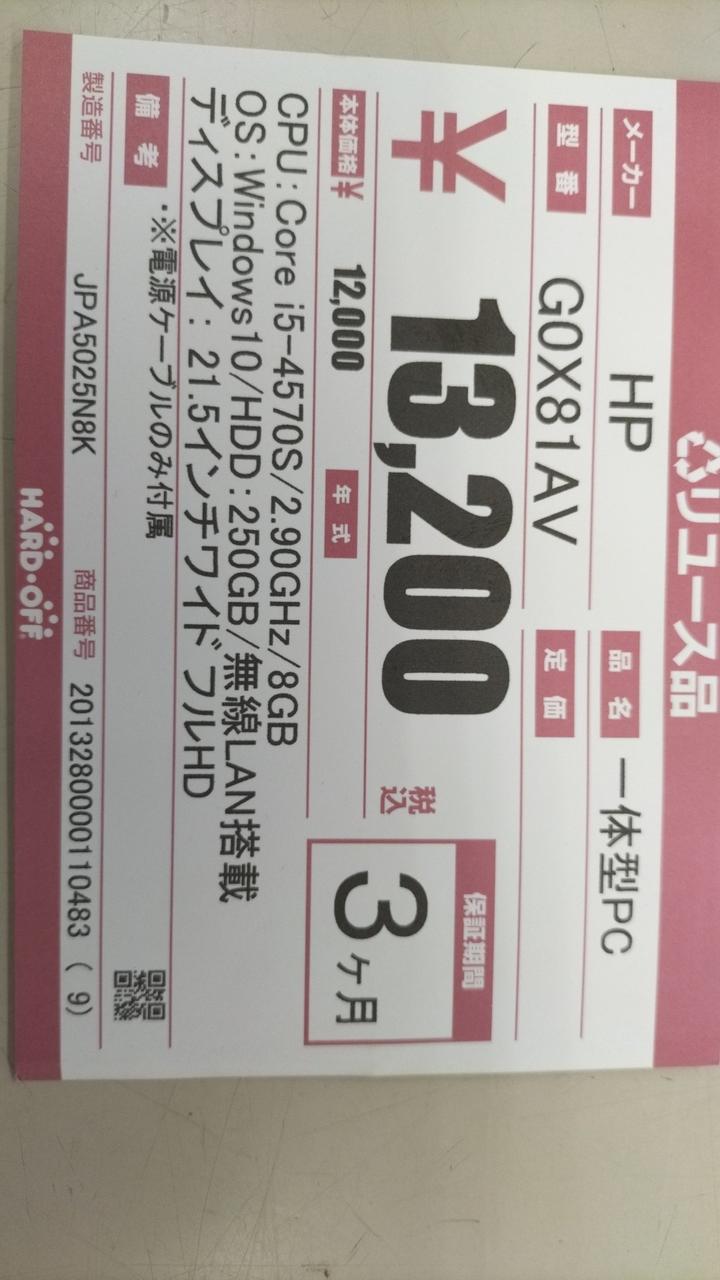 リユース品
メーカー HP 品名 一体型PC
型番 G0X81AV 定価
¥ 13,200 税込
本体価格¥ 12,000 年式
保証期間
3ヶ月
CPU:Core i5-4570S/2.90GHz/8GB
OS:Windows10/HDD:250GB/無線LAN搭載
ディスプレイ: 21.5インチワイド フルHD
備考 ・※電源ケーブルのみ付属
製造番号 JPA5025N8K 商品番号 2013280000110483 ( 9)
HARD・OFF